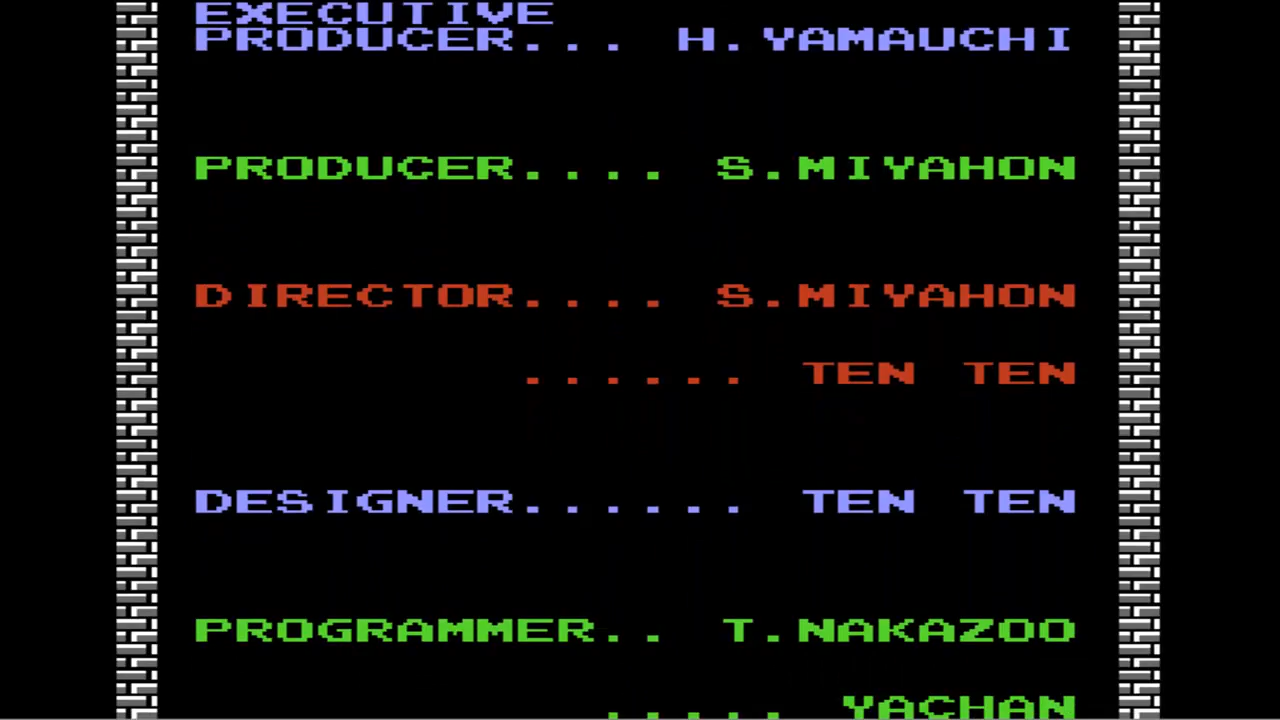 EXECUTIVE
PRODUCER... H.YAMAUCHI
PRODUCER.... S.MIYAHON
DIRECTOR.... S.MIYAHON
...... TEN TEN
DESIGNER...... TEN TEN
PROGRAMMER.. T.NAKAZOO
..... YACHAN